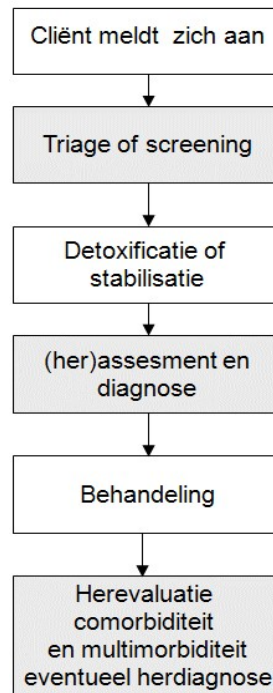 Cliënt meldt zich aan
Triage of screening
Detoxificatie of
stabilisatie
(her)assesment en
diagnose
Behandeling
Herevaluatie
comorbiditeit
en multimorbiditeit
eventueel herdiagnose